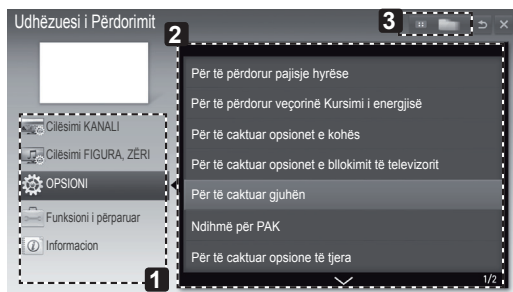 Udhëzuesi i Përdorimit
3
2
Cilësimi KANALI
Cilësimi FIGURA, ZËRI
OPSIONI
Funksioni i përparuar
Informacion
1
Për të përdorur pajisje hyrëse
Për të përdorur veçorinë Kursimi i energjisë
Për të caktuar opsionet e kohës
Për të caktuar opsionet e bllokimit të televizorit
Për të caktuar gjuhën
Ndihmë për PAK
Për të caktuar opsione të tjera
1/2